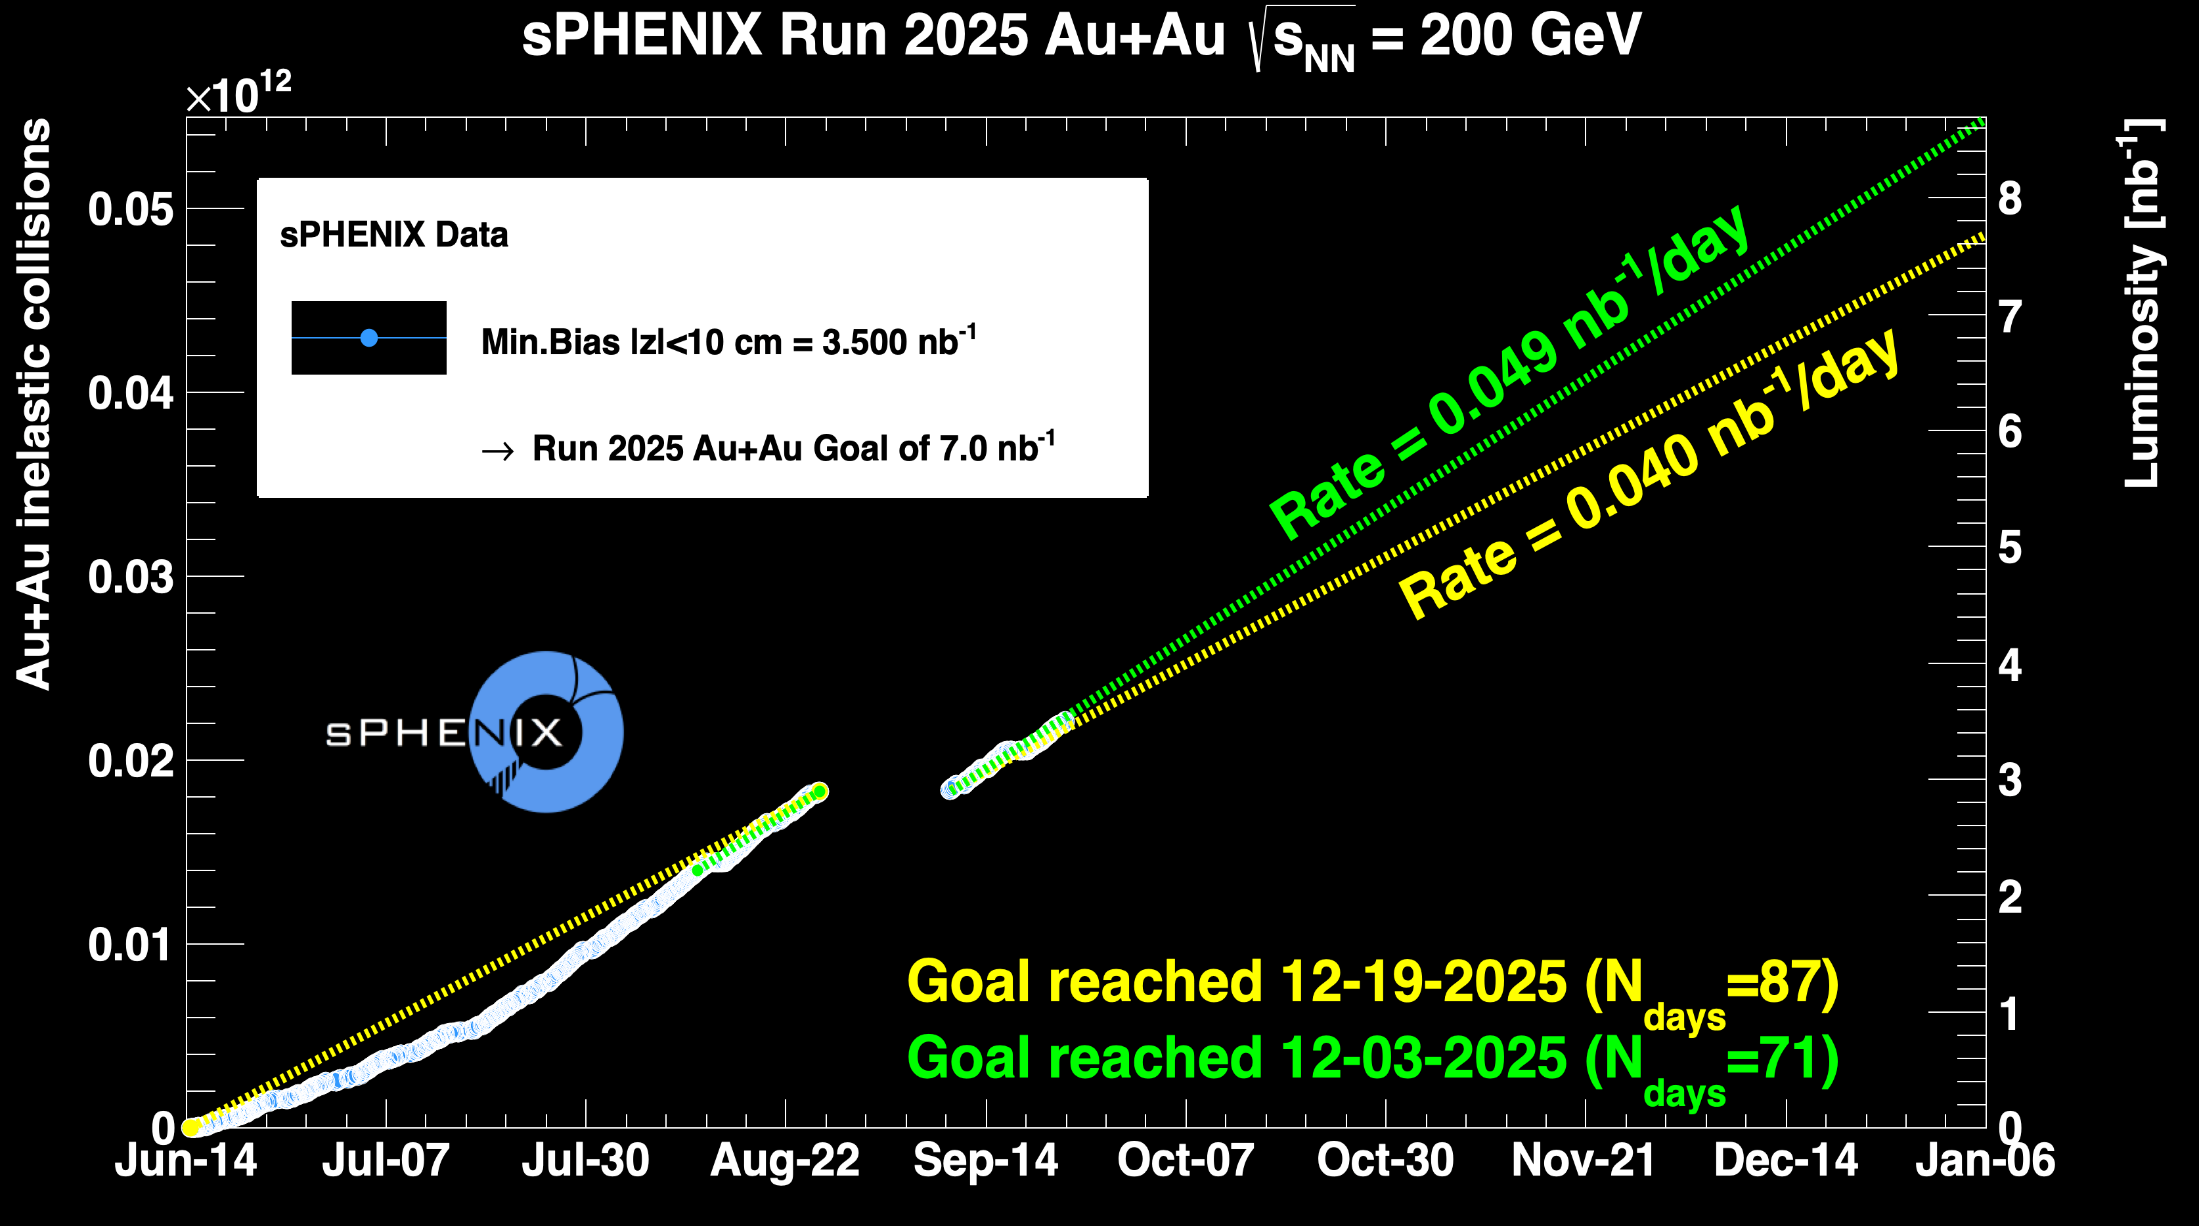 sPHENIX Run 2025 Au+Au √sNN = 200 GeV
×10^12
Au+Au inelastic collisions
Luminosity [nb^-1]
0.05
0.04
0.03
0.02
0.01
0
8
7
6
5
4
3
2
1
0
sPHENIX Data
Min.Bias |z|<10 cm = 3.500 nb^-1
→ Run 2025 Au+Au Goal of 7.0 nb^-1
Rate = 0.049 nb^-1/day
Rate = 0.040 nb^-1/day
sPHENIX
Goal reached 12-19-2025 (Ndays=87)
Goal reached 12-03-2025 (Ndays=71)
Jun-14 Jul-07 Jul-30 Aug-22 Sep-14 Oct-07 Oct-30 Nov-21 Dec-14 Jan-06